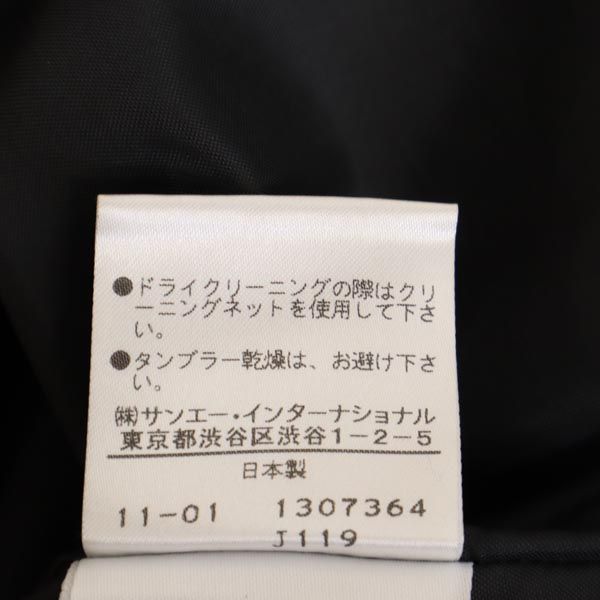 ●ドライクリーニングの際はクリ
ーニングネットを使用して下さ
い。
●タンブラー乾燥は、お避け下さ
い。
㈱サンエー・インターナショナル
東京都渋谷区渋谷1-2-5
日本製
11-01 1307364
J119